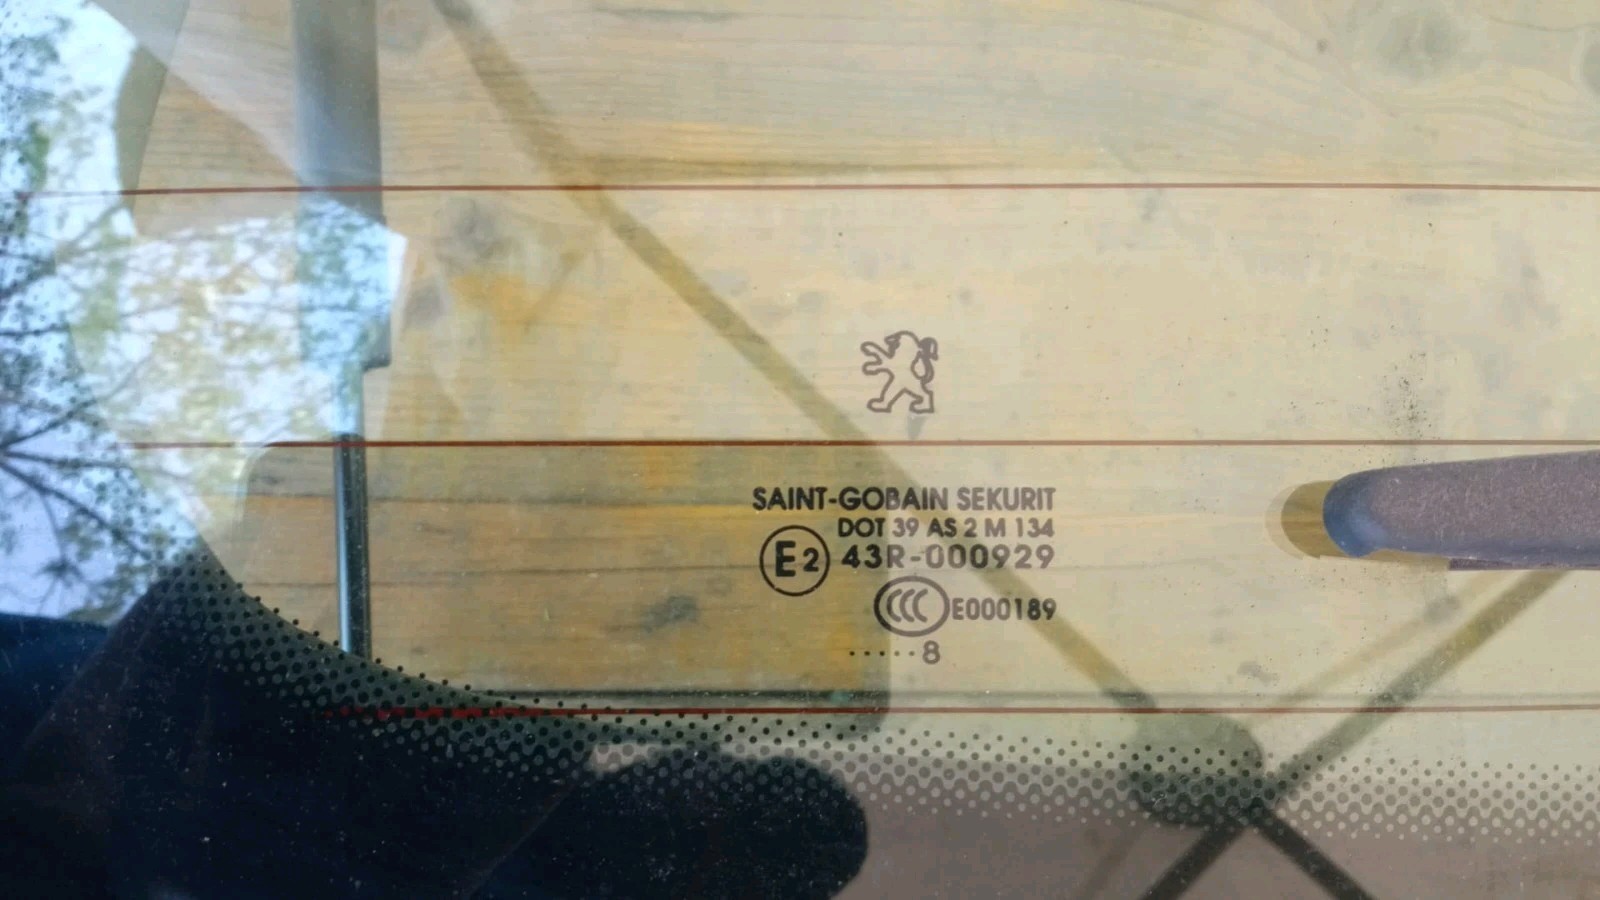 SAINT-GOBAIN SEKURIT
DOT 39 AS 2 M 134
E2 43R-000929
CCC E000189
.....8